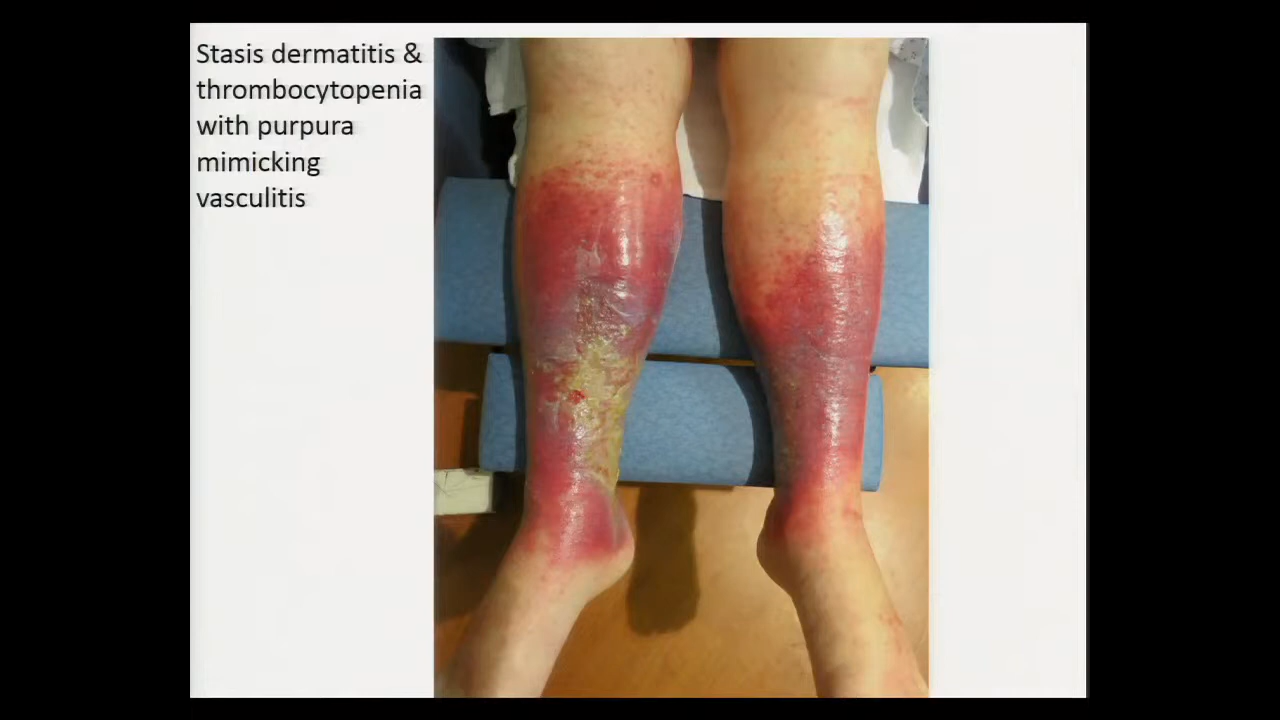 Stasis dermatitis &
thrombocytopenia
with purpura
mimicking
vasculitis